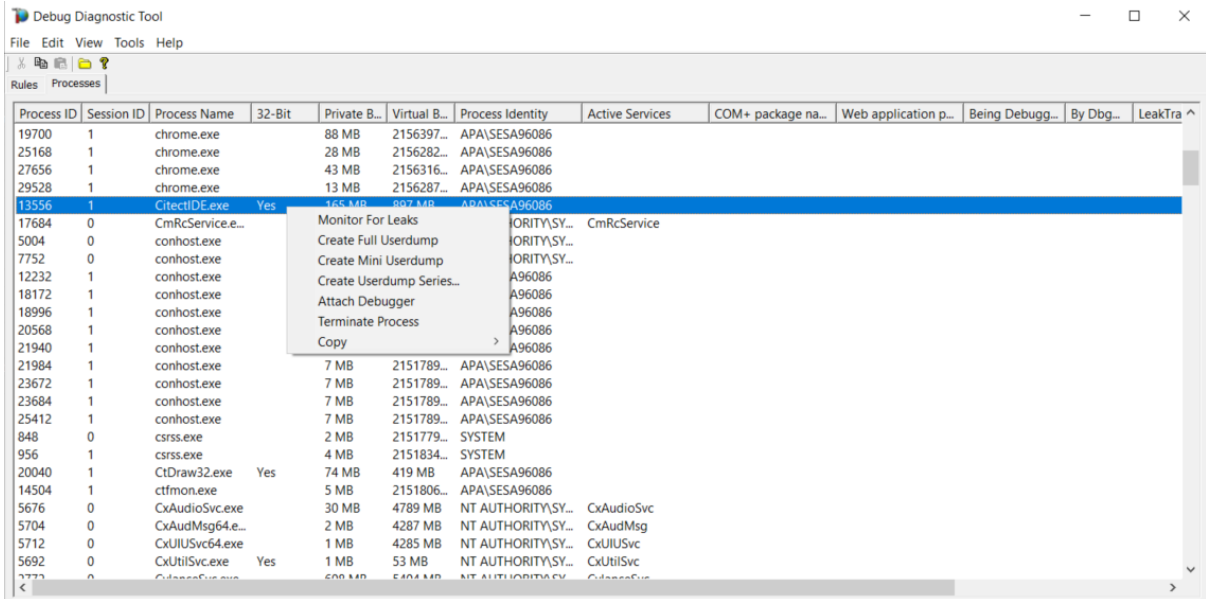 Debug Diagnostic Tool
File Edit View Tools Help
Rules Processes
Process ID Session ID Process Name 32-Bit Private B... Virtual B... Process Identity Active Services COM+ package na... Web application p... Being Debugg... By Dbg... LeakTra
19700 1 chrome.exe 88 MB 2156397... APA\SESA96086
25168 1 chrome.exe 28 MB 2156282... APA\SESA96086
27656 1 chrome.exe 43 MB 2156316... APA\SESA96086
29528 1 chrome.exe 13 MB 2156287... APA\SESA96086
13556 1 CitectIDE.exe Yes 165 MB 897 MB APA\SESA96086
17684 0 CmRcService.e... HORITY\SY... CmRcService
5004 0 conhost.exe HORITY\SY...
7752 0 conhost.exe HORITY\SY...
12232 1 conhost.exe A96086
18172 1 conhost.exe A96086
18996 1 conhost.exe A96086
20568 1 conhost.exe A96086
21940 1 conhost.exe A96086
Monitor For Leaks
Create Full Userdump
Create Mini Userdump
Create Userdump Series...
Attach Debugger
Terminate Process
Copy
21984 1 conhost.exe 7 MB 2151789... APA\SESA96086
23672 1 conhost.exe 7 MB 2151789... APA\SESA96086
23684 1 conhost.exe 7 MB 2151789... APA\SESA96086
25412 1 conhost.exe 7 MB 2151789... APA\SESA96086
848 0 csrss.exe 2 MB 2151779... SYSTEM
956 1 csrss.exe 4 MB 2151834... SYSTEM
20040 1 CtDraw32.exe Yes 74 MB 419 MB APA\SESA96086
14504 1 ctfmon.exe 5 MB 2151806... APA\SESA96086
5676 0 CxAudioSvc.exe 30 MB 4789 MB NT AUTHORITY\SY... CxAudioSvc
5704 0 CxAudMsg64.e... 2 MB 4287 MB NT AUTHORITY\SY... CxAudMsg
5712 0 CxUIUSvc64.exe 1 MB 4285 MB NT AUTHORITY\SY... CxUIUSvc
5692 0 CxUtilSvc.exe Yes 1 MB 53 MB NT AUTHORITY\SY... CxUtilSvc